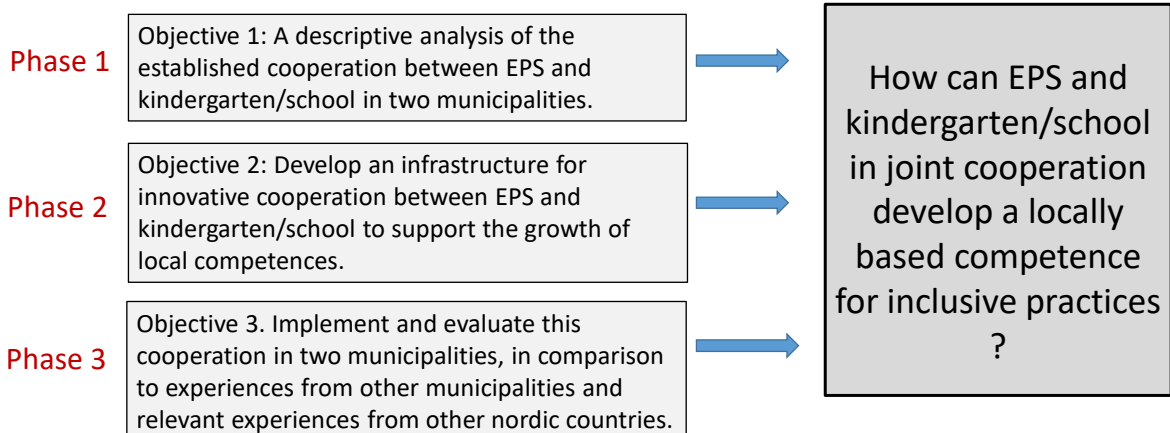 Phase 1
Objective 1: A descriptive analysis of the
established cooperation between EPS and
kindergarten/school in two municipalities.
Phase 2
Objective 2: Develop an infrastructure for
innovative cooperation between EPS and
kindergarten/school to support the growth of
local competences.
Phase 3
Objective 3. Implement and evaluate this
cooperation in two municipalities, in comparison
to experiences from other municipalities and
relevant experiences from other nordic countries.
How can EPS and
kindergarten/school
in joint cooperation
develop a locally
based competence
for inclusive practices
?